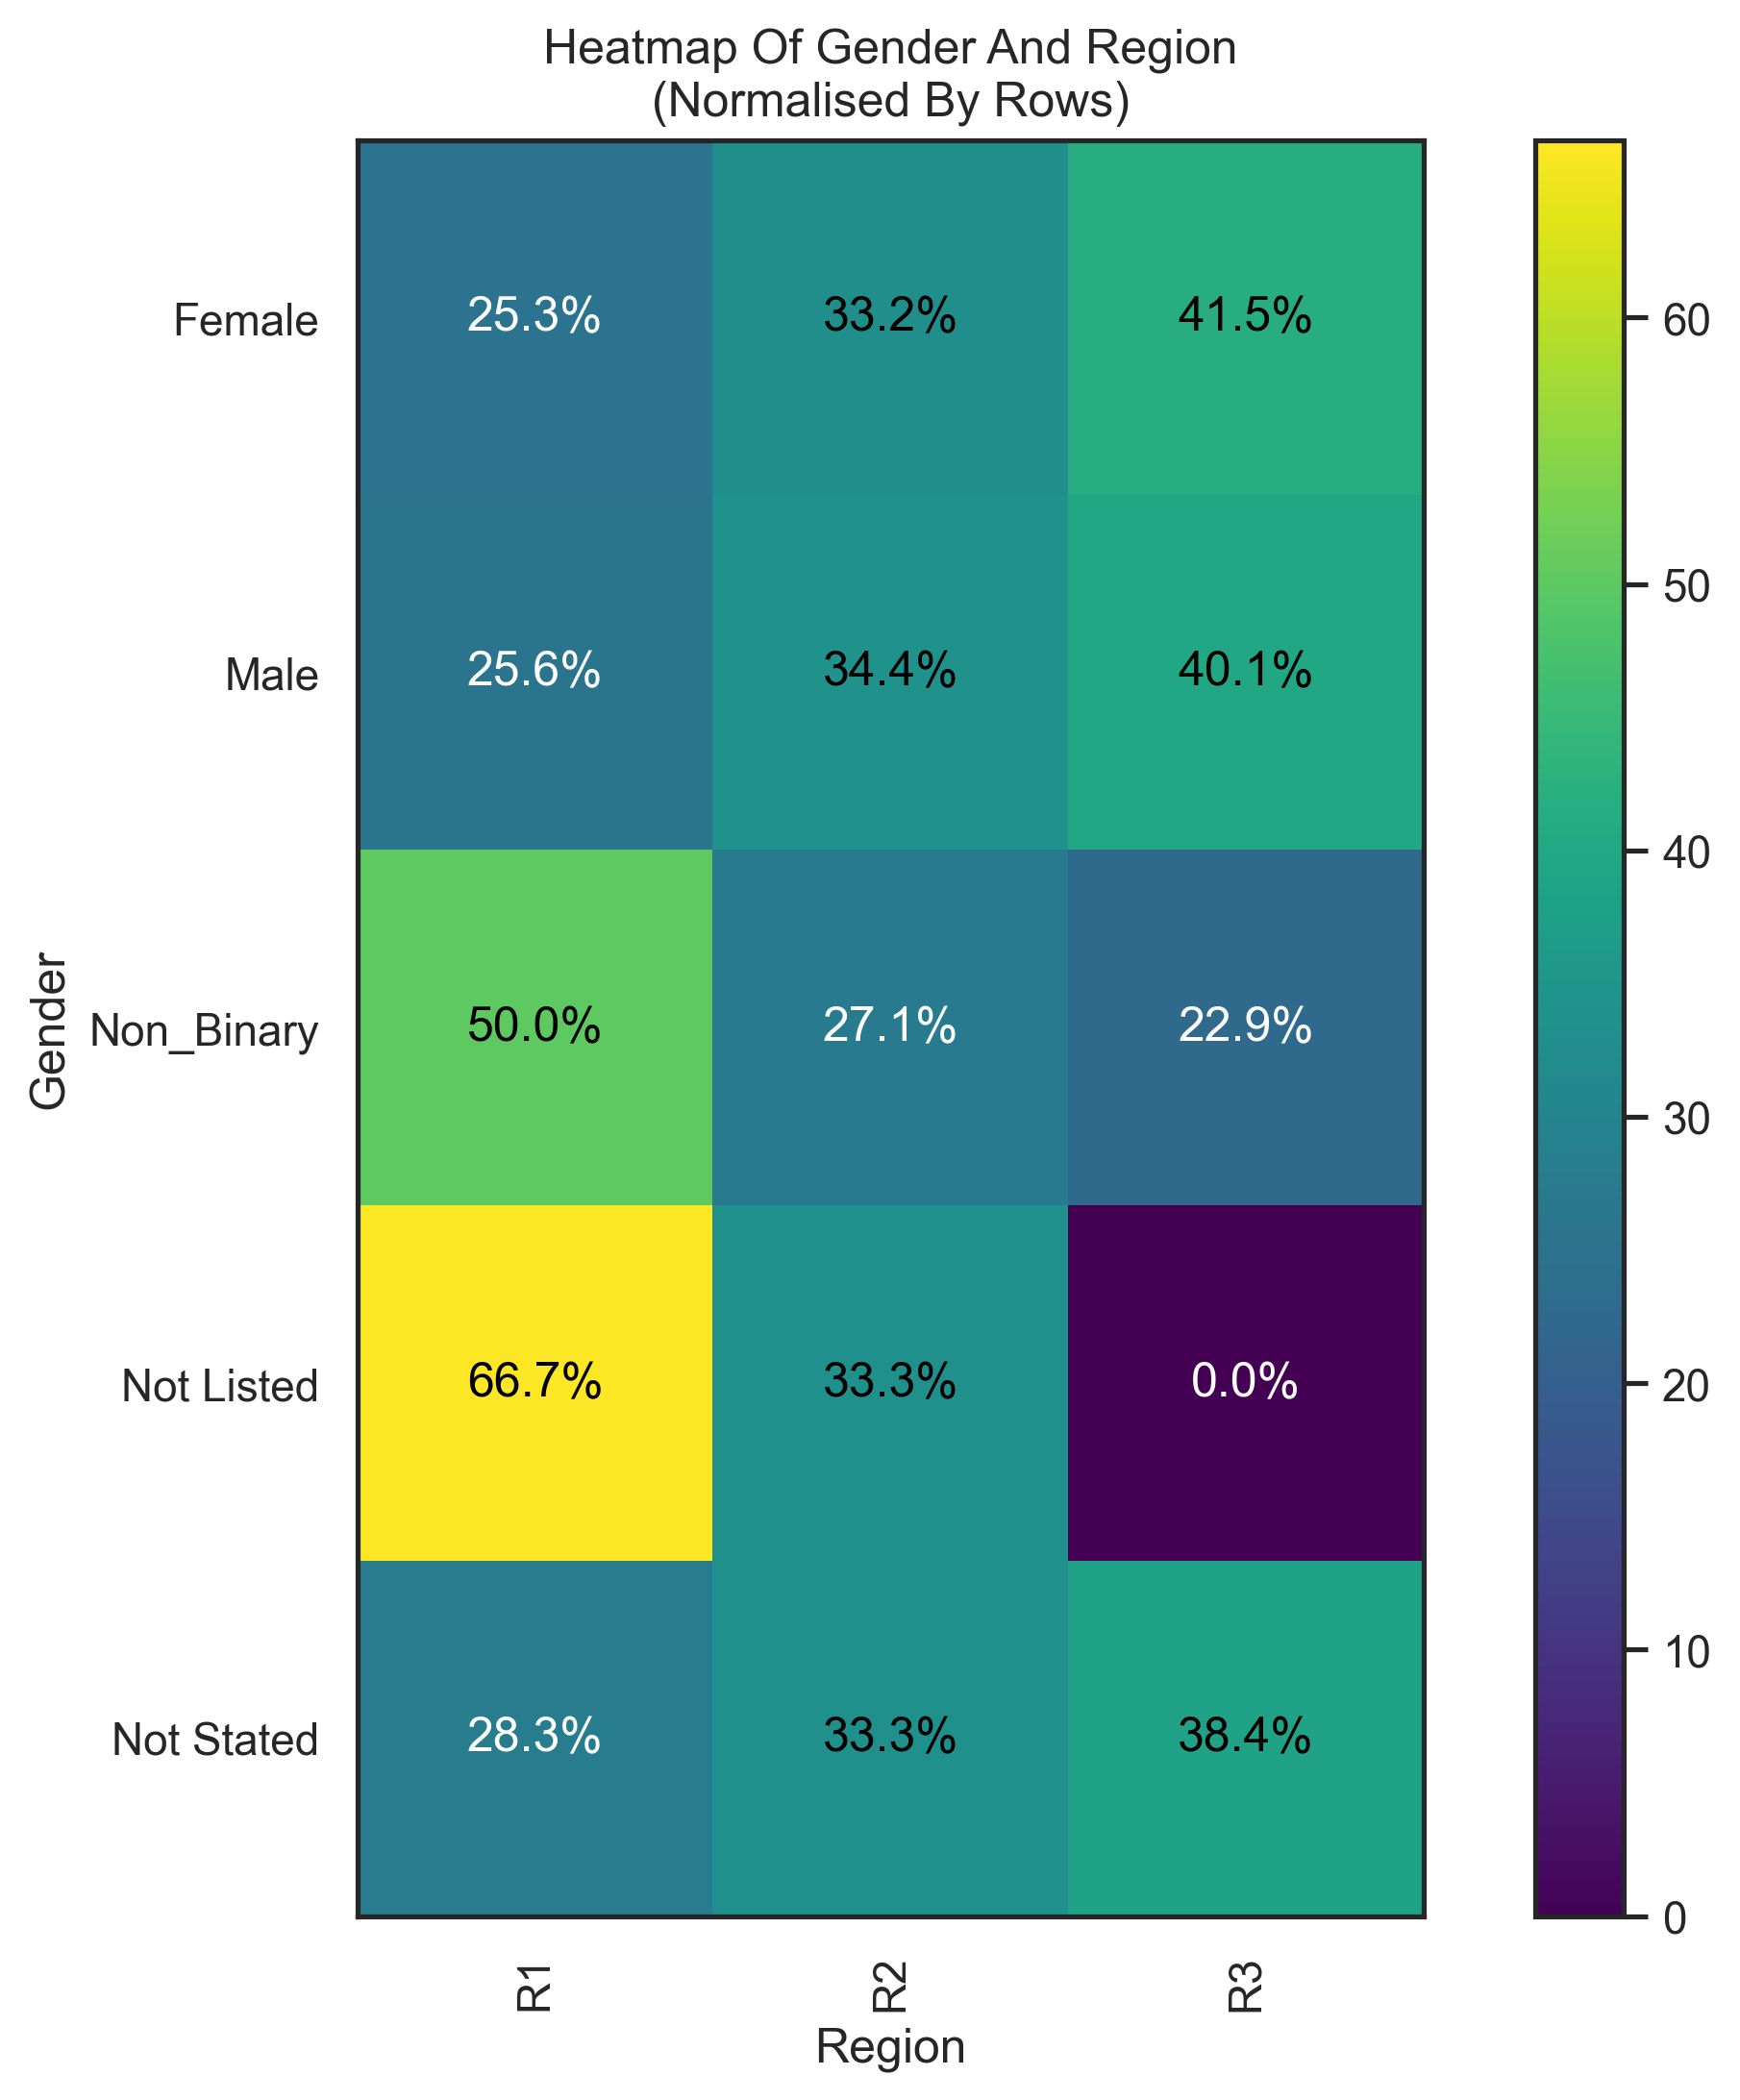 Heatmap Of Gender And Region
(Normalised By Rows)
Female
25.3%
33.2%
41.5%
Male
25.6%
34.4%
40.1%
Non_Binary
50.0%
27.1%
22.9%
Not Listed
66.7%
33.3%
0.0%
Not Stated
28.3%
33.3%
38.4%
Gender
R1
R2
R3
Region
60
50
40
30
20
10
0